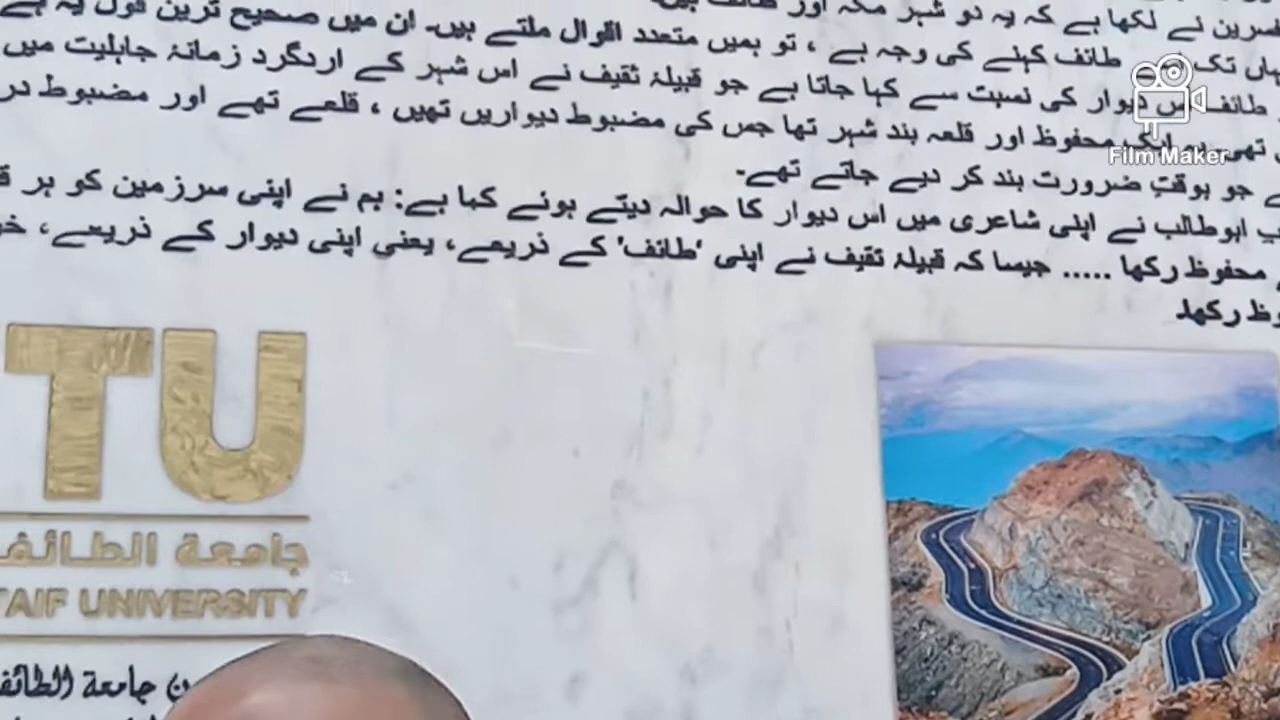 نے لکھا ہے کہ یہ دو شہر مکہ اور طائف ہیں۔
طائف کہنے کی وجہ ہے ، تو ہمیں متعدد اقوال ملتے ہیں۔ ان میں صحیح ترین قول یہ ہے
طائف اس دیوار کی نسبت سے کہا جاتا ہے جو قبیلۂ ثقیف نے اس شہر کے اردگرد زمانۂ جاہلیت میں
تھی۔ یہ ایک محفوظ اور قلعہ بند شہر تھا جس کی مضبوط دیواریں تھیں ، قلعے تھے اور مضبوط
جو بوقتِ ضرورت بند کر دیے جاتے تھے۔
ابوطالب نے اپنی شاعری میں اس دیوار کا حوالہ دیتے ہوئے کہا ہے: ہم نے اپنی سرزمین کو ہر
محفوظ رکھا ..... جیسا کہ قبیلۂ ثقیف نے اپنی ‘طائف’ کے ذریعے، یعنی اپنی دیوار کے ذریعے،
رکھا۔
Film Maker
TU
جامعة الطائف
TAIF UNIVERSITY
جامعة الطائف